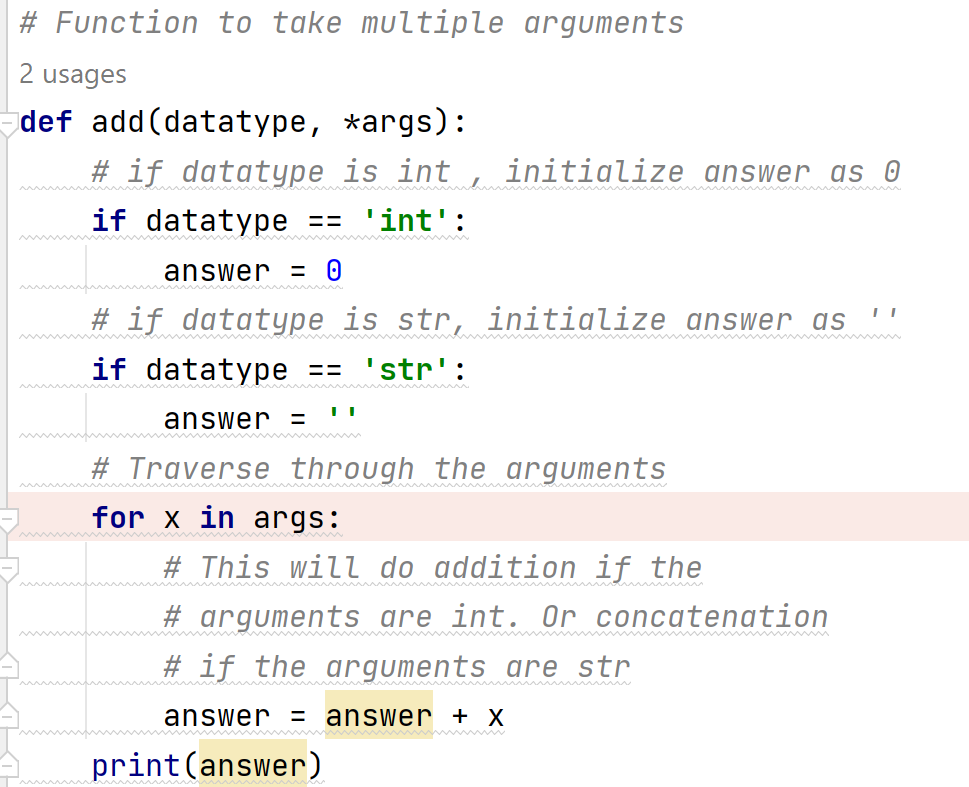 # Function to take multiple arguments
2 usages
def add(datatype, *args):
    # if datatype is int , initialize answer as 0
    if datatype == 'int':
        answer = 0
    # if datatype is str, initialize answer as ''
    if datatype == 'str':
        answer = ''
    # Traverse through the arguments
    for x in args:
        # This will do addition if the
        # arguments are int. Or concatenation
        # if the arguments are str
        answer = answer + x
    print(answer)